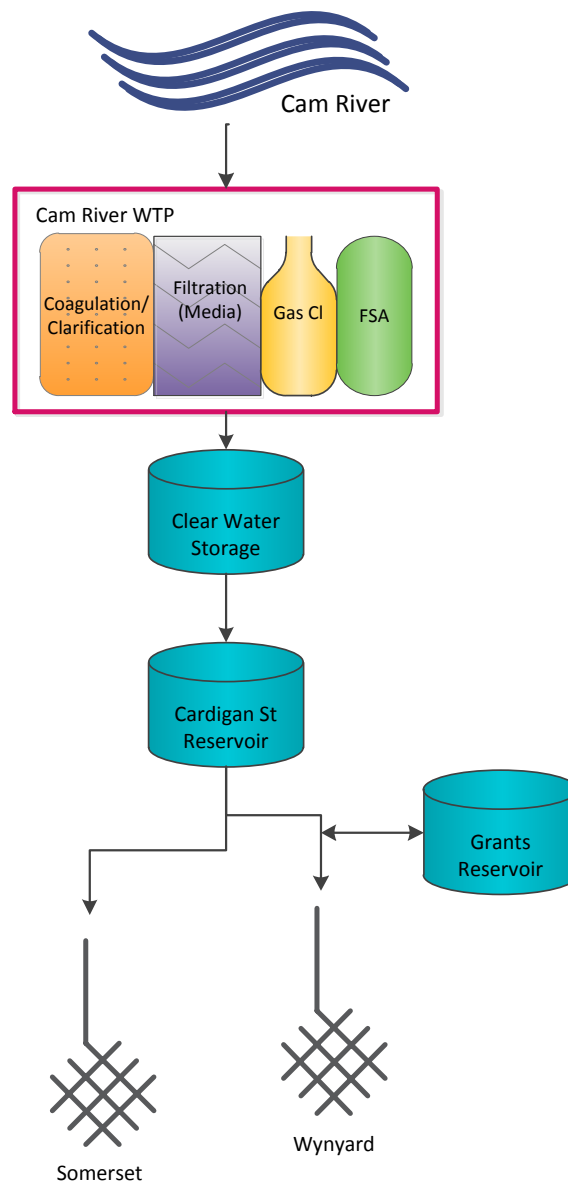 Cam River
Cam River WTP
Coagulation/
Clarification
Filtration
(Media)
Gas Cl
FSA
Clear Water
Storage
Cardigan St
Reservoir
Grants
Reservoir
Wynyard
Somerset